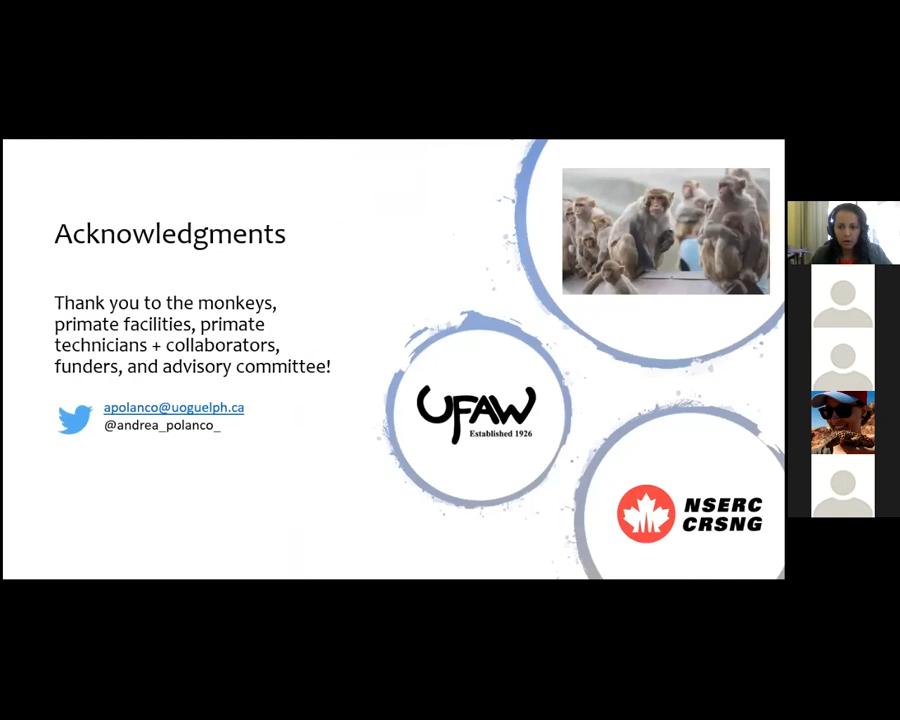 Acknowledgments
Thank you to the monkeys,
primate facilities, primate
technicians + collaborators,
funders, and advisory committee!
apolanco@uoguelph.ca
@andrea_polanco_
UFAW
Established 1926
NSERC
CRSNG